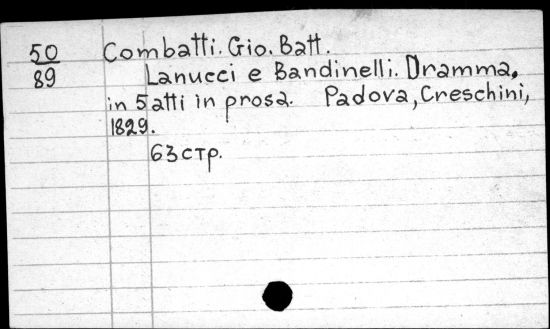 50
89
Combatti. Gio. Batt.
Lanucci e Bandinelli. Dramma.
in 5 atti in prosa. Padova, Creschini,
1829.
63 стр.